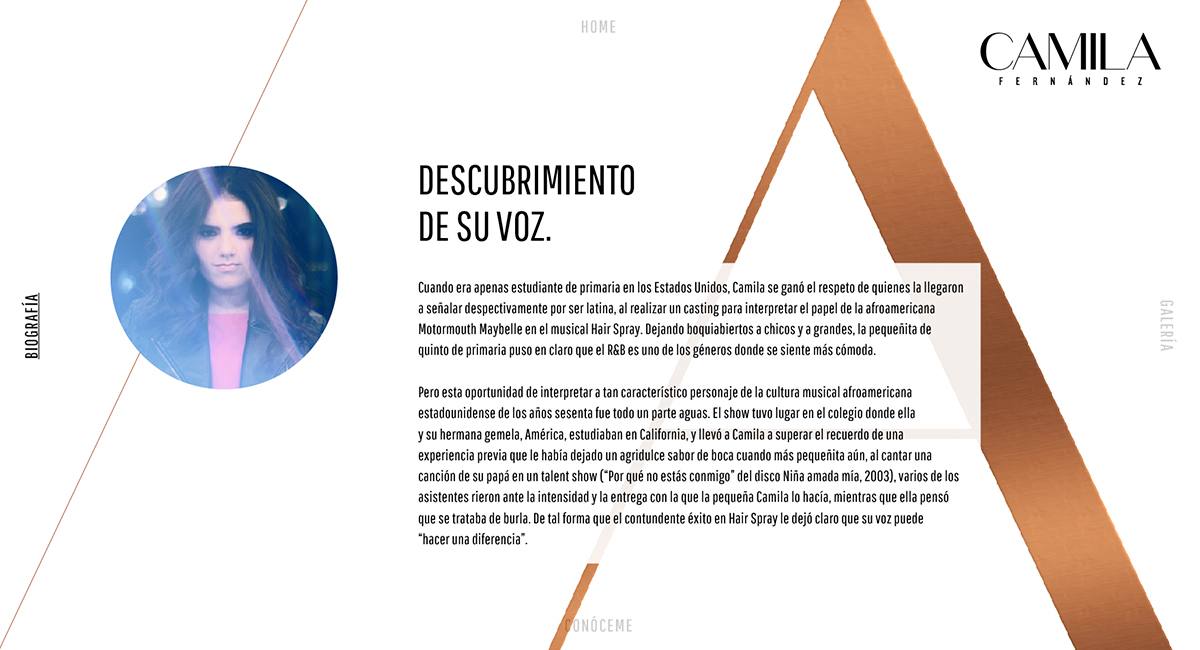 HOME
CAMILA
FERNÁNDEZ
DESCUBRIMIENTO
DE SU VOZ.
Cuando era apenas estudiante de primaria en los Estados Unidos, Camila se ganó el respeto de quienes la llegaron
a señalar despectivamente por ser latina, al realizar un casting para interpretar el papel de la afroamericana
Motormouth Maybelle en el musical Hair Spray. Dejando boquiabiertos a chicos y a grandes, la pequeñita de
quinto de primaria puso en claro que el R&B es uno de los géneros donde se siente más cómoda.
Pero esta oportunidad de interpretar a tan característico personaje de la cultura musical afroamericana
estadounidense de los años sesenta fue todo un parte aguas. El show tuvo lugar en el colegio donde ella
y su hermana gemela, América, estudiaban en California, y llevó a Camila a superar el recuerdo de una
experiencia previa que le había dejado un agridulce sabor de boca cuando más pequeñita aún, al cantar una
canción de su papá en un talent show (“Por qué no estás conmigo” del disco Niña amada mía, 2003), varios de los
asistentes rieron ante la intensidad y la entrega con la que la pequeña Camila lo hacía, mientras que ella pensó
que se trataba de burla. De tal forma que el contundente éxito en Hair Spray le dejó claro que su voz puede
“hacer una diferencia”.
BIOGRAFÍA
GALERÍA
CONÓCEME